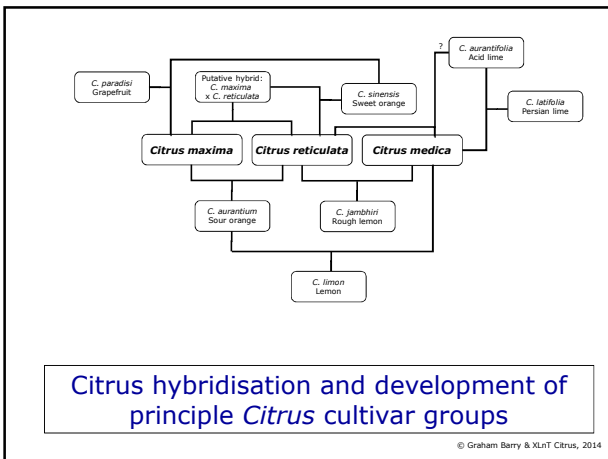 ?
C. aurantifolia
Acid lime
C. paradisi
Grapefruit
Putative hybrid:
C. maxima
x C. reticulata
C. sinensis
Sweet orange
C. latifolia
Persian lime
Citrus maxima
Citrus reticulata
Citrus medica
C. aurantium
Sour orange
C. jambhiri
Rough lemon
C. limon
Lemon
Citrus hybridisation and development of
principle Citrus cultivar groups
© Graham Barry & XLnT Citrus, 2014